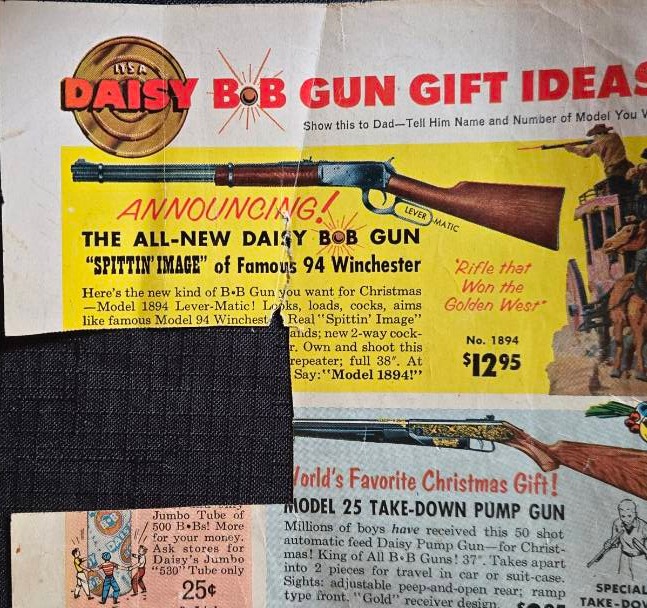 IT'S A
DAISY B•B GUN GIFT IDEAS
Show this to Dad—Tell Him Name and Number of Model You
LEVER MATIC
ANNOUNCING!
THE ALL-NEW DAISY B•B GUN
"SPITTIN' IMAGE" of Famous 94 Winchester
Here's the new kind of B•B Gun you want for Christmas
—Model 1894 Lever-Matic! Looks, loads, cocks, aims
like famous Model 94 Winchester. Real "Spittin' Image"
ands; new 2-way cock-
r. Own and shoot this
repeater; full 38". At
Say: "Model 1894!"
"Rifle that
Won the
Golden West"
No. 1894
$1295
World's Favorite Christmas Gift!
MODEL 25 TAKE-DOWN PUMP GUN
Millions of boys have received this 50 shot
automatic feed Daisy Pump Gun—for Christ-
mas! King of All B•B Guns! 37". Takes apart
into 2 pieces for travel in car or suit-case.
Sights: adjustable peep-and-open rear; ramp
type front. "Gold" receiver design.
Jumbo Tube of
500 B•Bs! More
for your money.
Ask stores for
Daisy's Jumbo
"530" Tube only
25¢
SPECIAL
TAKE-DOW